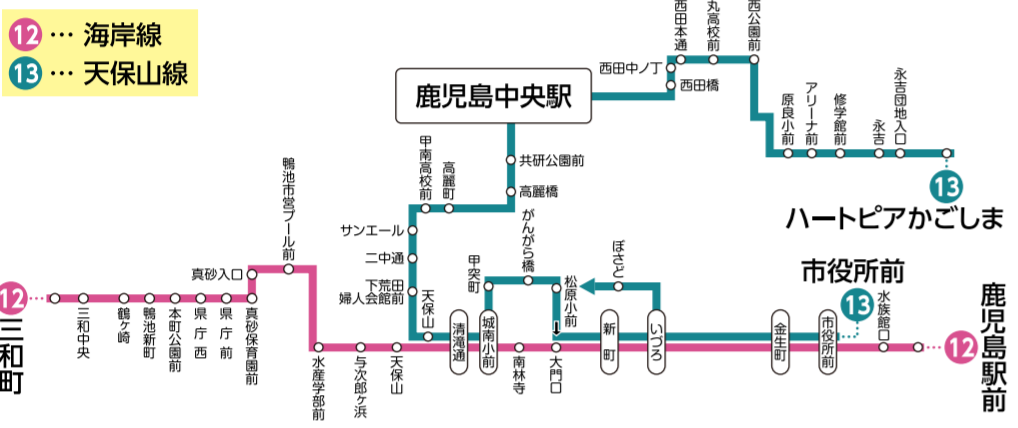 12 … 海岸線
13 … 天保山線
鹿児島中央駅
西田中ノ丁
西田橋
西田本通
丸高校前
西公園前
原良小前
アリーナ前
修学館前
永吉
永吉団地入口
13
ハートピアかごしま
共研公園前
高麗橋
高麗町
甲南高校前
サンエール
二中通
下荒田
婦人会館前
天保山
清滝通
城南小前
甲突町
がんがら橋
松原小前
ぼさど
新町
いづろ
金生町
市役所前
13
市役所前
水族館口
12
鹿児島駅前
12
三和町
三和中央
鶴ケ崎
鴨池新町
本町公園前
県庁西
県庁前
真砂保育園前
真砂入口
鴨池市営プール前
水産学部前
与次郎ヶ浜
天保山
南林寺
大門口